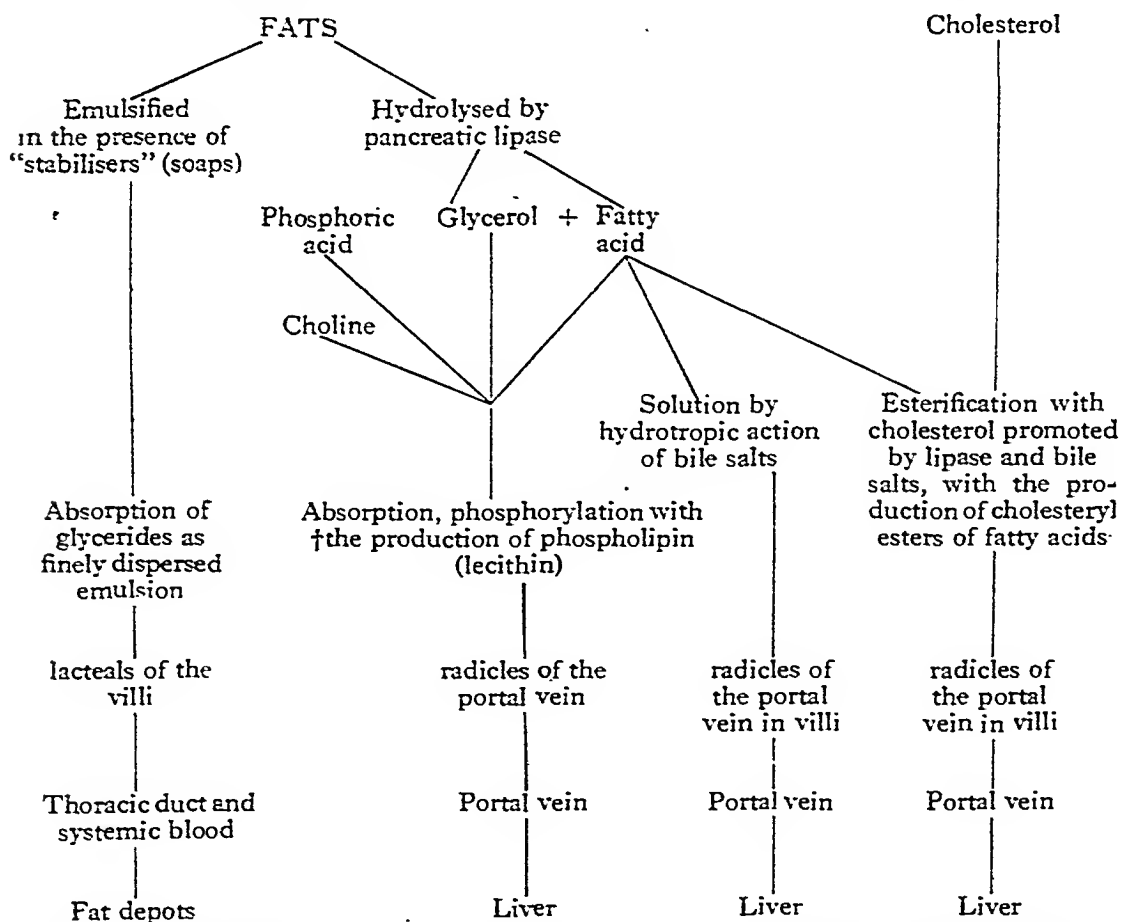 FATS
Cholesterol
Emulsified
in the presence of
"stabilisers" (soaps)
Hydrolysed by
pancreatic lipase
Phosphoric
acid
Glycerol + Fatty
acid
Choline
Solution by
hydrotropic action
of bile salts
Esterification with
cholesterol promoted
by lipase and bile
salts, with the pro-
duction of cholesteryl
esters of fatty acids
Absorption of
glycerides as
finely dispersed
emulsion
Absorption, phosphorylation with
†the production of phospholipin
(lecithin)
lacteals of the
villi
radicles of the
portal vein
radicles of
the portal
vein in villi
radicles of
the portal
vein in villi
Thoracic duct and
systemic blood
Portal vein
Portal vein
Portal vein
Fat depots
Liver
Liver
Liver